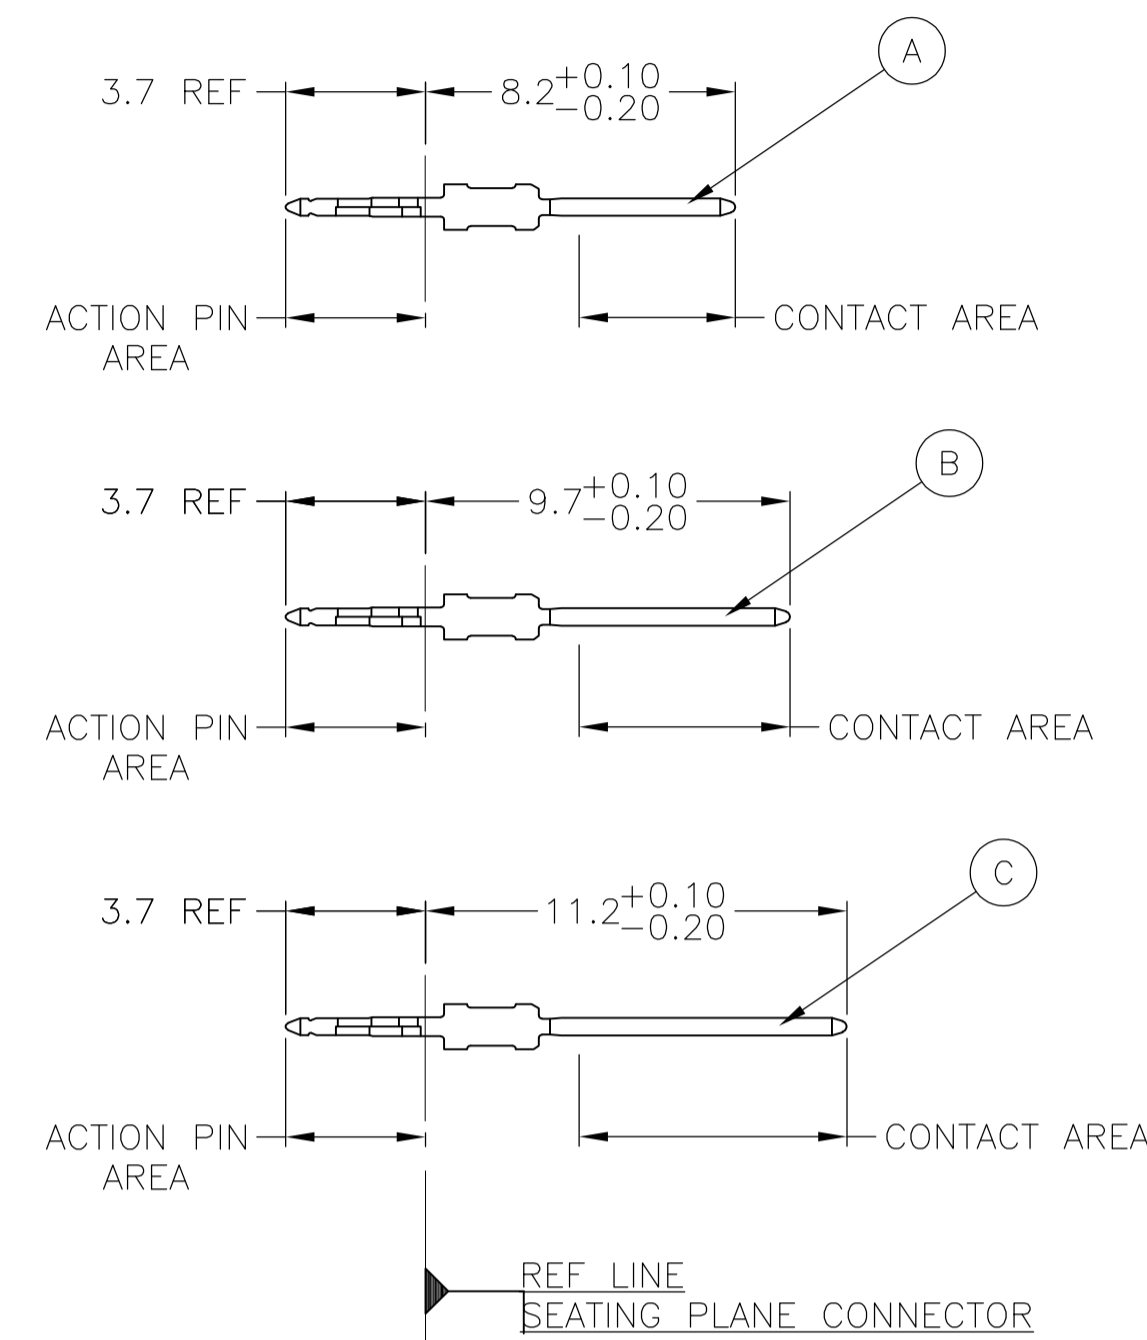 A
3.7 REF 8.2 +0.10 -0.20
ACTION PIN AREA
CONTACT AREA
B
3.7 REF 9.7 +0.10 -0.20
ACTION PIN AREA
CONTACT AREA
C
3.7 REF 11.2 +0.10 -0.20
ACTION PIN AREA
CONTACT AREA
REF LINE
SEATING PLANE CONNECTOR